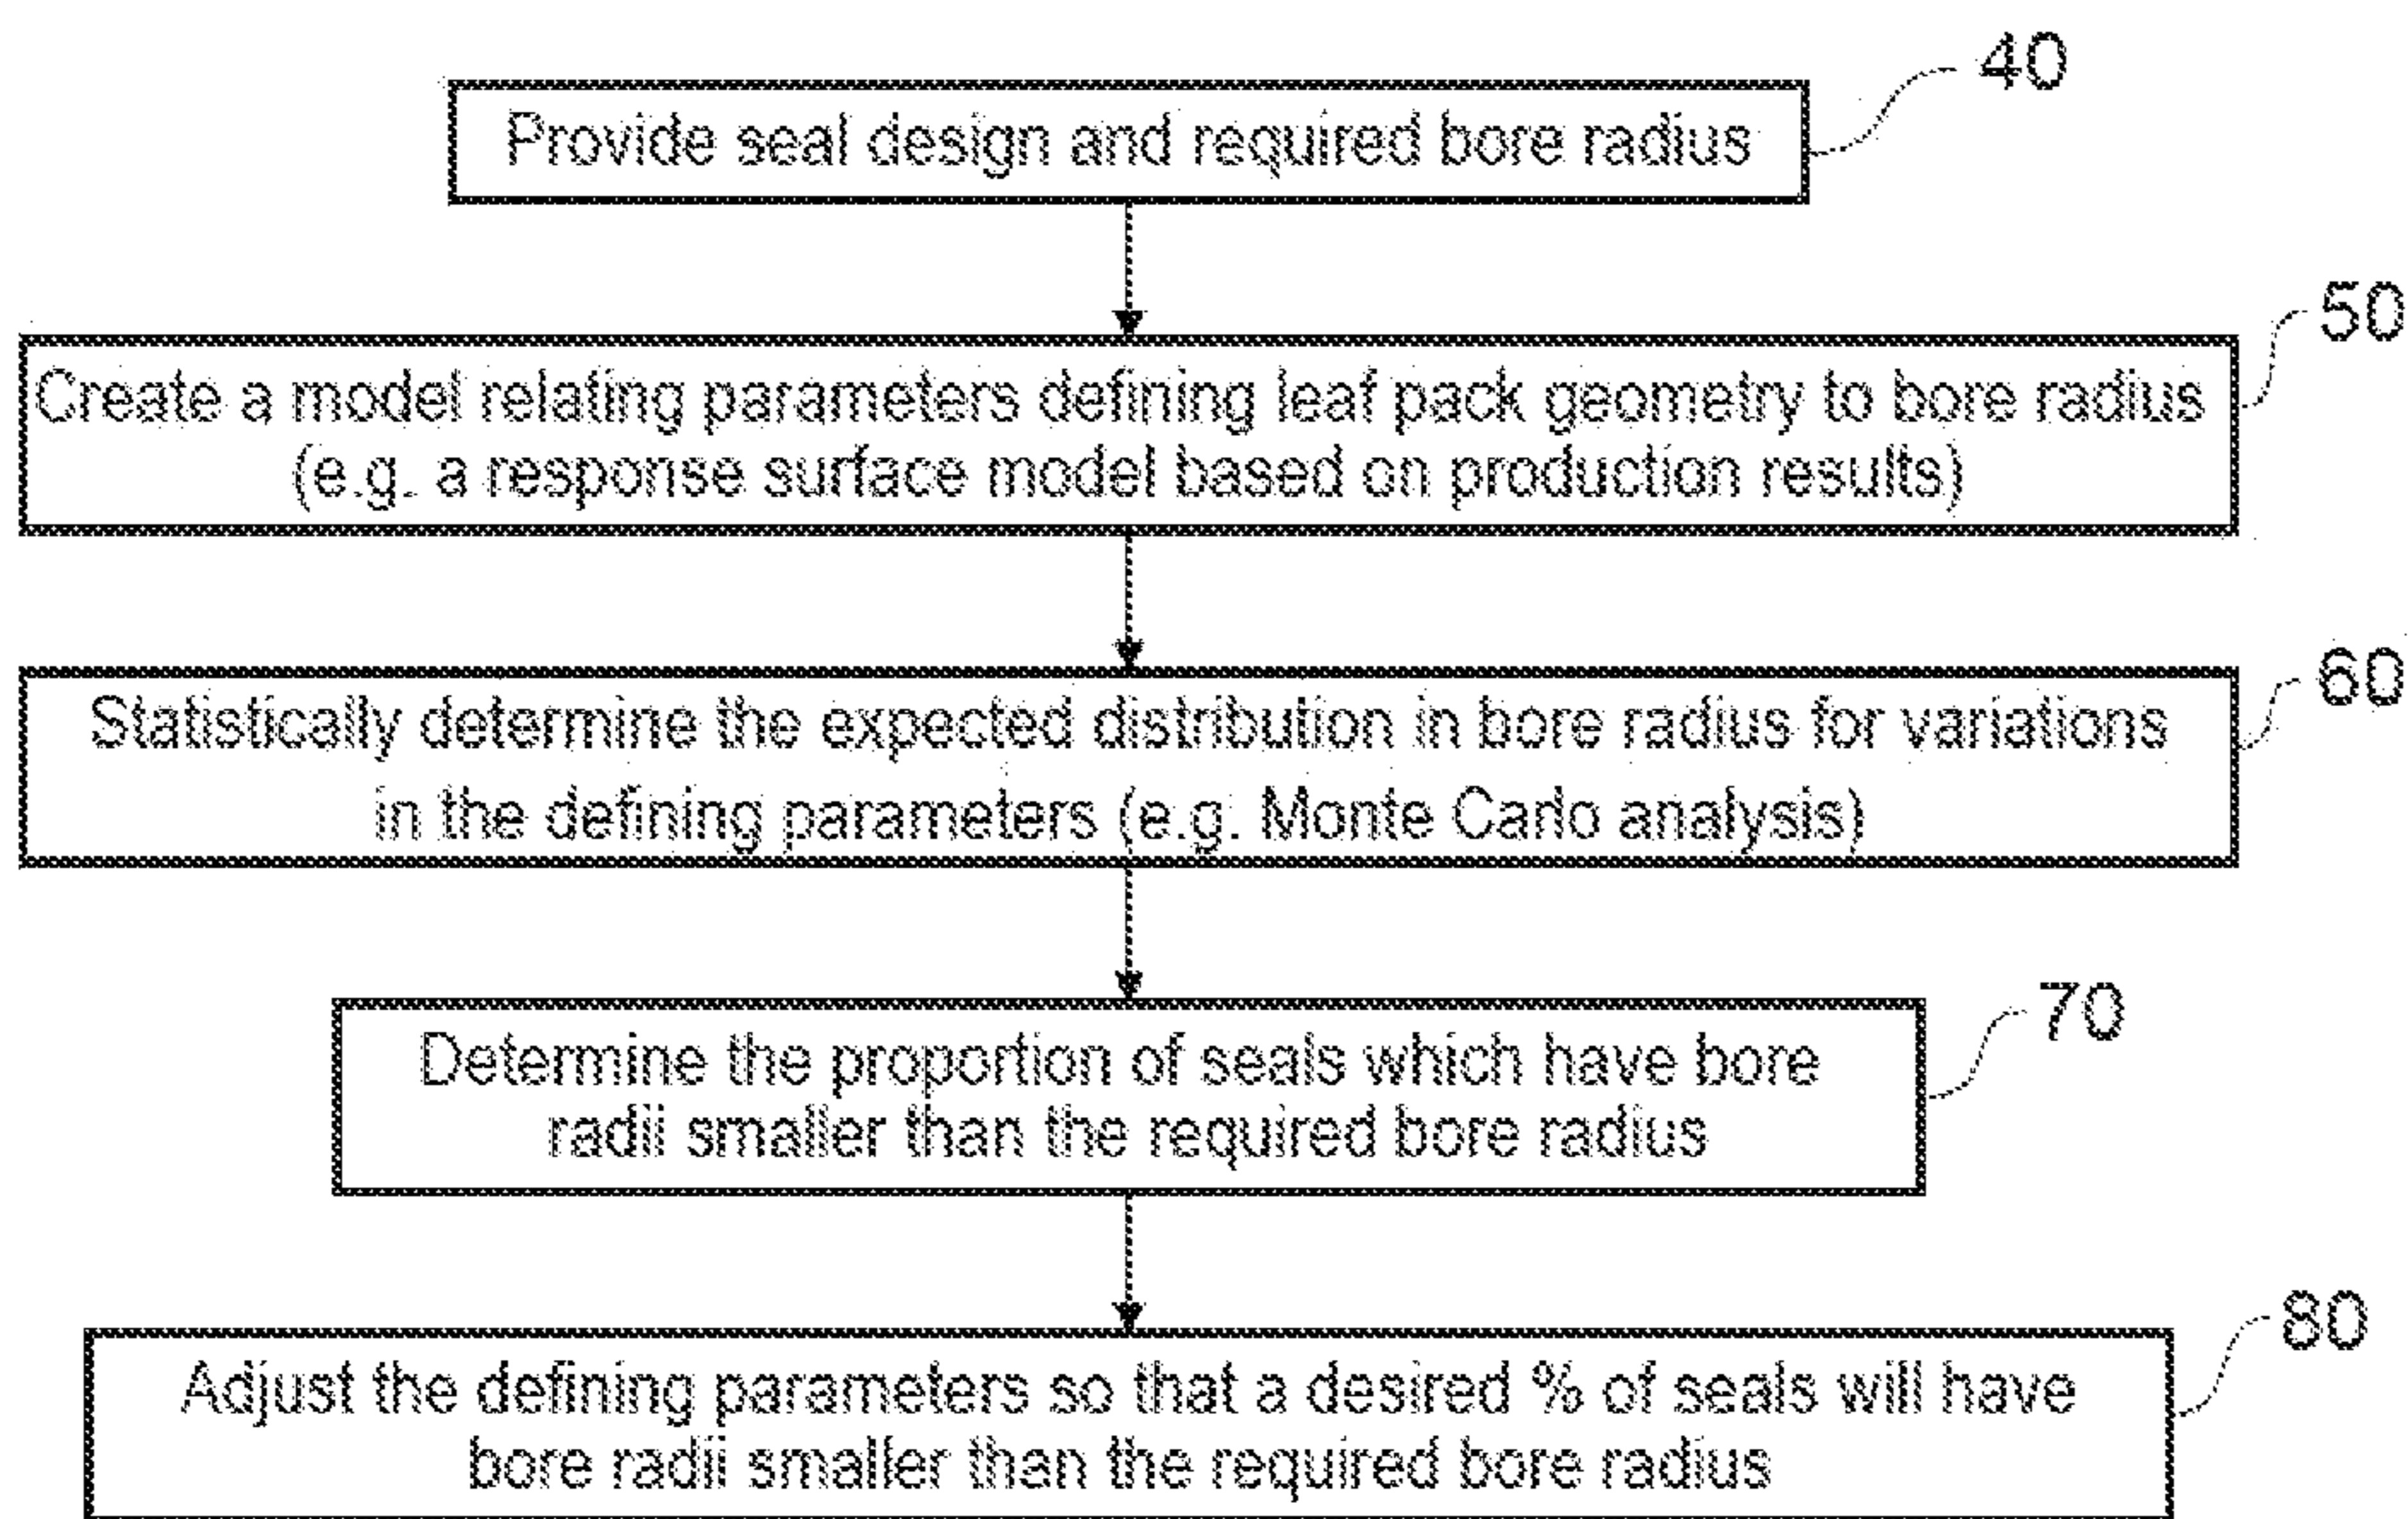 40
Provide seal design and required bore radius
50
Create a model relating parameters defining leaf pack geometry to bore radius
(e.g. a response surface model based on production results)
60
Statistically determine the expected distribution in bore radius for variations
in the defining parameters (e.g. Monte Carlo analysis)
70
Determine the proportion of seals which have bore
radii smaller than the required bore radius
80
Adjust the defining parameters so that a desired % of seals will have
bore radii smaller than the required bore radius